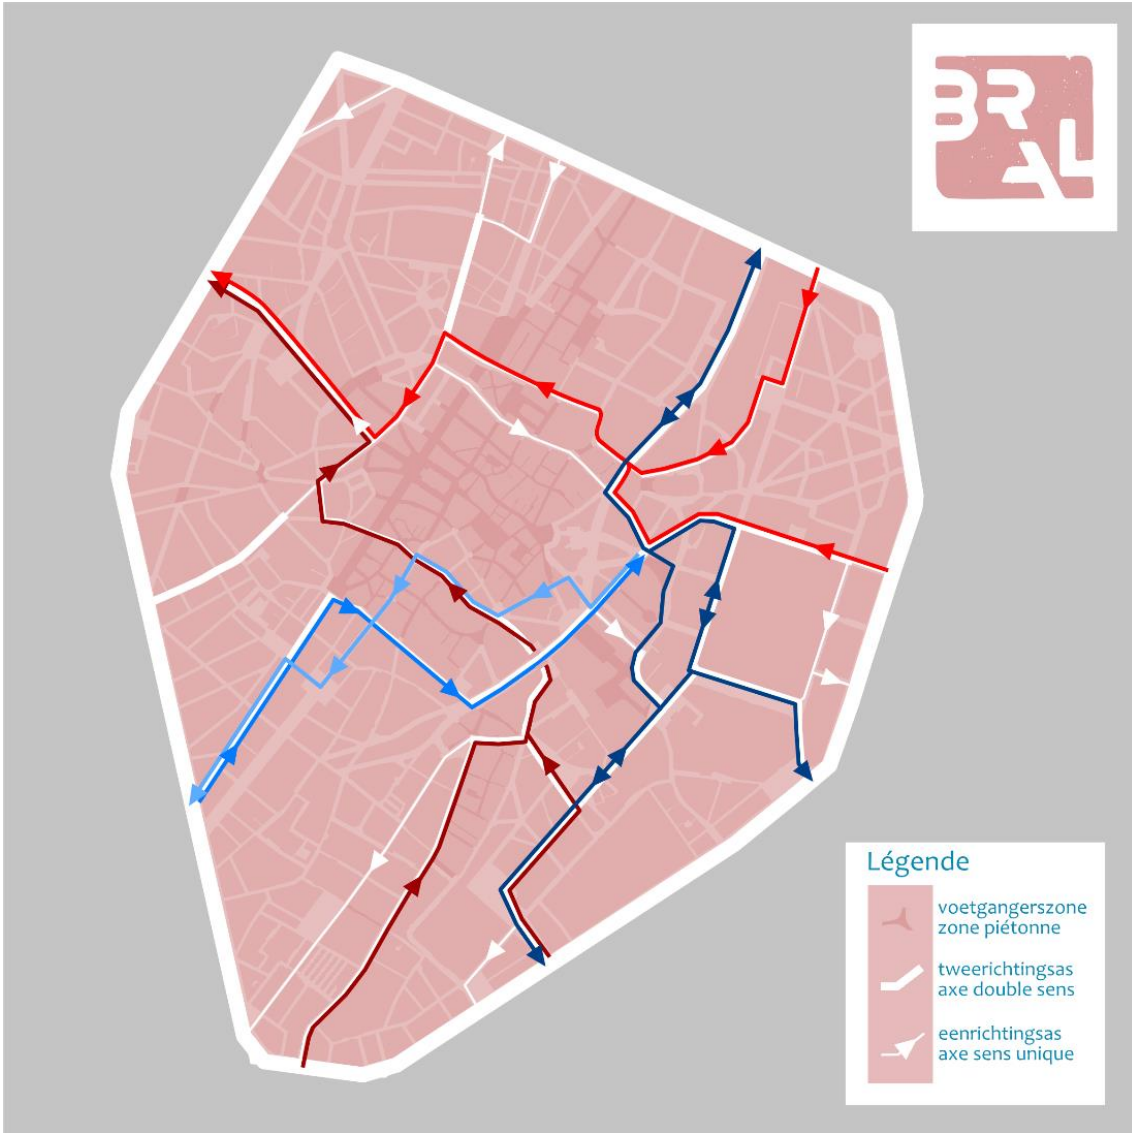 BRAL
Légende
voetgangerszone
zone piétonne
tweerichtingsas
axe double sens
eenrichtingsas
axe sens unique